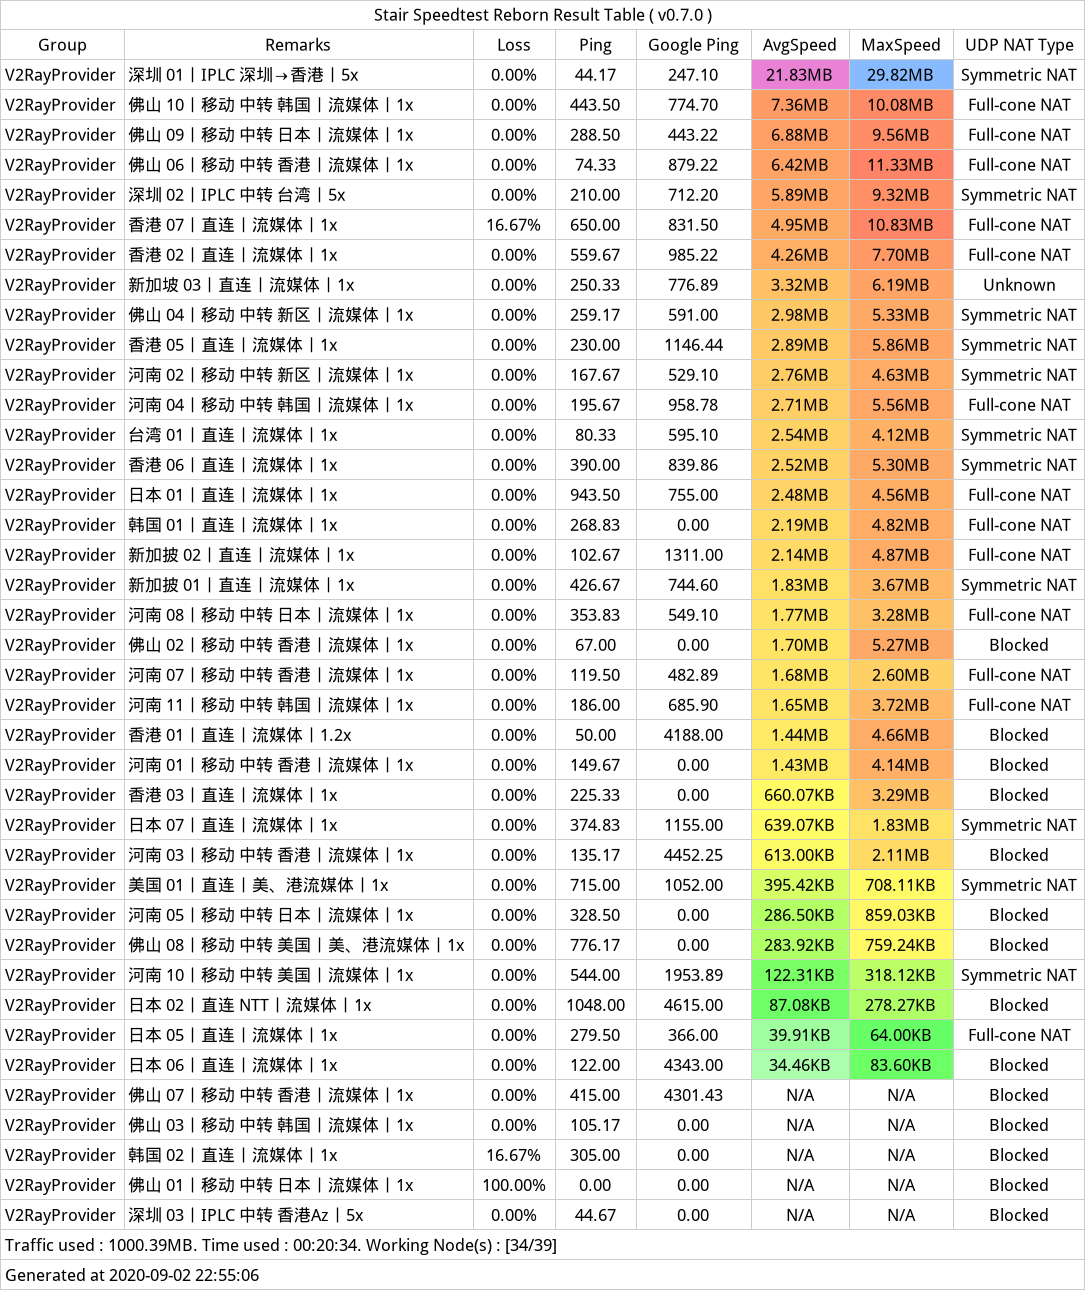 Stair Speedtest Reborn Result Table ( v0.7.0 )
Group Remarks Loss Ping Google Ping AvgSpeed MaxSpeed UDP NAT Type
V2RayProvider 深圳 01丨IPLC 深圳→香港丨5x 0.00% 44.17 247.10 21.83MB 29.82MB Symmetric NAT
V2RayProvider 佛山 10丨移动 中转 韩国丨流媒体丨1x 0.00% 443.50 774.70 7.36MB 10.08MB Full-cone NAT
V2RayProvider 佛山 09丨移动 中转 日本丨流媒体丨1x 0.00% 288.50 443.22 6.88MB 9.56MB Full-cone NAT
V2RayProvider 佛山 06丨移动 中转 香港丨流媒体丨1x 0.00% 74.33 879.22 6.42MB 11.33MB Full-cone NAT
V2RayProvider 深圳 02丨IPLC 中转 台湾丨5x 0.00% 210.00 712.20 5.89MB 9.32MB Symmetric NAT
V2RayProvider 香港 07丨直连丨流媒体丨1x 16.67% 650.00 831.50 4.95MB 10.83MB Full-cone NAT
V2RayProvider 香港 02丨直连丨流媒体丨1x 0.00% 559.67 985.22 4.26MB 7.70MB Full-cone NAT
V2RayProvider 新加坡 03丨直连丨流媒体丨1x 0.00% 250.33 776.89 3.32MB 6.19MB Unknown
V2RayProvider 佛山 04丨移动 中转 新区丨流媒体丨1x 0.00% 259.17 591.00 2.98MB 5.33MB Symmetric NAT
V2RayProvider 香港 05丨直连丨流媒体丨1x 0.00% 230.00 1146.44 2.89MB 5.86MB Symmetric NAT
V2RayProvider 河南 02丨移动 中转 新区丨流媒体丨1x 0.00% 167.67 529.10 2.76MB 4.63MB Symmetric NAT
V2RayProvider 河南 04丨移动 中转 韩国丨流媒体丨1x 0.00% 195.67 958.78 2.71MB 5.56MB Full-cone NAT
V2RayProvider 台湾 01丨直连丨流媒体丨1x 0.00% 80.33 595.10 2.54MB 4.12MB Symmetric NAT
V2RayProvider 香港 06丨直连丨流媒体丨1x 0.00% 390.00 839.86 2.52MB 5.30MB Symmetric NAT
V2RayProvider 日本 01丨直连丨流媒体丨1x 0.00% 943.50 755.00 2.48MB 4.56MB Full-cone NAT
V2RayProvider 韩国 01丨直连丨流媒体丨1x 0.00% 268.83 0.00 2.19MB 4.82MB Full-cone NAT
V2RayProvider 新加披 02丨直连丨流媒体丨1x 0.00% 102.67 1311.00 2.14MB 4.87MB Full-cone NAT
V2RayProvider 新加披 01丨直连丨流媒体丨1x 0.00% 426.67 744.60 1.83MB 3.67MB Symmetric NAT
V2RayProvider 河南 08丨移动 中转 日本丨流媒体丨1x 0.00% 353.83 549.10 1.77MB 3.28MB Full-cone NAT
V2RayProvider 佛山 02丨移动 中转 香港丨流媒体丨1x 0.00% 67.00 0.00 1.70MB 5.27MB Blocked
V2RayProvider 河南 07丨移动 中转 香港丨流媒体丨1x 0.00% 119.50 482.89 1.68MB 2.60MB Full-cone NAT
V2RayProvider 河南 11丨移动 中转 韩国丨流媒体丨1x 0.00% 186.00 685.90 1.65MB 3.72MB Full-cone NAT
V2RayProvider 香港 01丨直连丨流媒体丨1.2x 0.00% 50.00 4188.00 1.44MB 4.66MB Blocked
V2RayProvider 河南 01丨移动 中转 香港丨流媒体丨1x 0.00% 149.67 0.00 1.43MB 4.14MB Blocked
V2RayProvider 香港 03丨直连丨流媒体丨1x 0.00% 225.33 0.00 660.07KB 3.29MB Blocked
V2RayProvider 日本 07丨直连丨流媒体丨1x 0.00% 374.83 1155.00 639.07KB 1.83MB Symmetric NAT
V2RayProvider 河南 03丨移动 中转 香港丨流媒体丨1x 0.00% 135.17 4452.25 613.00KB 2.11MB Blocked
V2RayProvider 美国 01丨直连丨美、港流媒体丨1x 0.00% 715.00 1052.00 395.42KB 708.11KB Symmetric NAT
V2RayProvider 河南 05丨移动 中转 日本丨流媒体丨1x 0.00% 328.50 0.00 286.50KB 859.03KB Blocked
V2RayProvider 佛山 08丨移动 中转 美国丨美、港流媒体丨1x 0.00% 776.17 0.00 283.92KB 759.24KB Blocked
V2RayProvider 河南 10丨移动 中转 美国丨流媒体丨1x 0.00% 544.00 1953.89 122.31KB 318.12KB Symmetric NAT
V2RayProvider 日本 02丨直连 NTT丨流媒体丨1x 0.00% 1048.00 4615.00 87.08KB 278.27KB Blocked
V2RayProvider 日本 05丨直连丨流媒体丨1x 0.00% 279.50 366.00 39.91KB 64.00KB Full-cone NAT
V2RayProvider 日本 06丨直连丨流媒体丨1x 0.00% 122.00 4343.00 34.46KB 83.60KB Blocked
V2RayProvider 佛山 07丨移动 中转 香港丨流媒体丨1x 0.00% 415.00 4301.43 N/A N/A Blocked
V2RayProvider 佛山 03丨移动 中转 韩国丨流媒体丨1x 0.00% 105.17 0.00 N/A N/A Blocked
V2RayProvider 韩国 02丨直连丨流媒体丨1x 16.67% 305.00 0.00 N/A N/A Blocked
V2RayProvider 佛山 01丨移动 中转 日本丨流媒体丨1x 100.00% 0.00 0.00 N/A N/A Blocked
V2RayProvider 深圳 03丨IPLC 中转 香港Az丨5x 0.00% 44.67 0.00 N/A N/A Blocked
Traffic used : 1000.39MB. Time used : 00:20:34. Working Node(s) : [34/39]
Generated at 2020-09-02 22:55:06